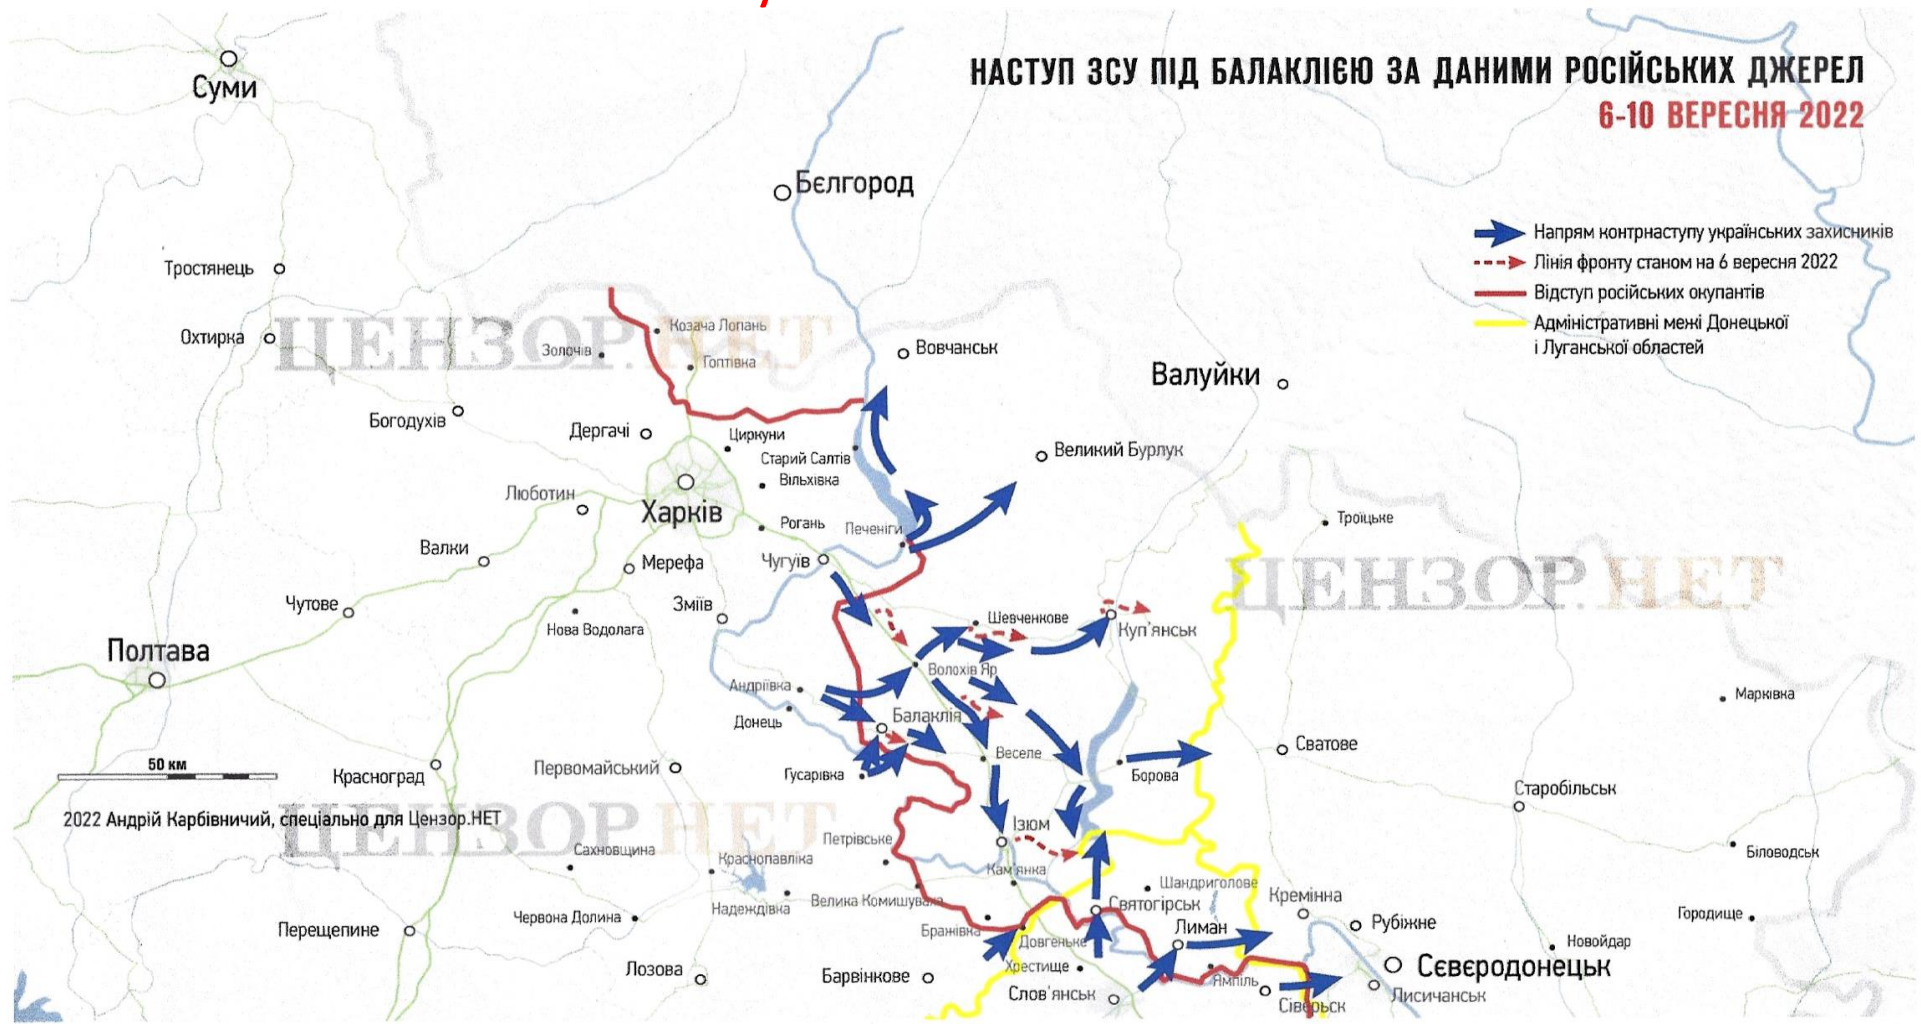 НАСТУП ЗСУ ПІД БАЛАКЛІЄЮ ЗА ДАНИМИ РОСІЙСЬКИХ ДЖЕРЕЛ
6-10 ВЕРЕСНЯ 2022
Суми
Бєлгород
Напрям контрнаступу українських захисників
Лінія фронту станом на 6 вересня 2022
Відступ російських окупантів
Адміністративні межі Донецької
і Луганської областей
Тростянець
Охтирка
ЦЕНЗОР.НЕТ
Козача Лопань
Золочів
Гоптівка
Вовчанськ
Валуйки
Богодухів
Дергачі
Циркуни
Старий Салтів
Великий Бурлук
Вільхівка
Люботин
Харків
Рогань
Печеніги
Троїцьке
Валки
Мерефа
Чугуїв
ЦЕНЗОР.НЕТ
Чутове
Зміїв
Нова Водолага
Шевченкове
Куп'янськ
Полтава
Волохів Яр
Андріївка
Донець
Балаклія
Марківка
Сватове
50 км
Красноград
Первомайський
Гусарівка
Веселе
Борова
Старобільськ
2022 Андрій Карбівничий, спеціально для Цензор.НЕТ
ЦЕНЗОР.НЕТ
Ізюм
Петрівське
Сахновщина
Краснопавліка
Кам'янка
Біловодськ
Шандриголове
Кремінна
Надеждівка
Велика Комишуваха
Святогірськ
Червона Долина
Городище
Рубіжне
Перещепине
Бражівка
Довгеньке
Лиман
Новойдар
Лозова
Барвінкове
Хрестище
Ямпіль
Сєвєродонецьк
Слов'янськ
Сіверськ
Лисичанськ